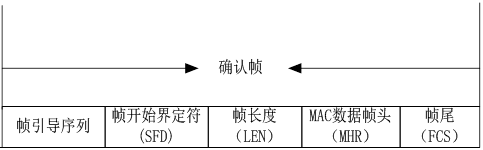 确认帧
帧引导序列
帧开始界定符
(SFD)
帧长度
（LEN）
MAC数据帧头
（MHR）
帧尾
（FCS）